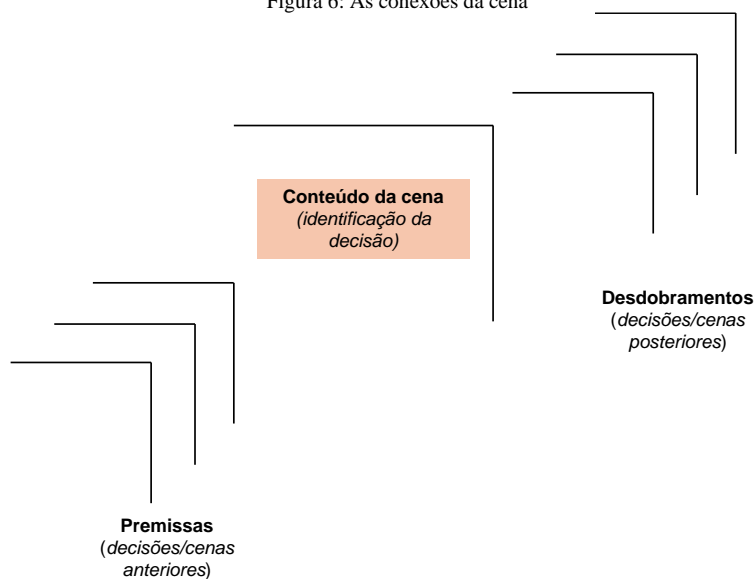 Figura 6: As conexões da cena
Conteúdo da cena
(identificação da
decisão)
Desdobramentos
(decisões/cenas
posteriores)
Premissas
(decisões/cenas
anteriores)